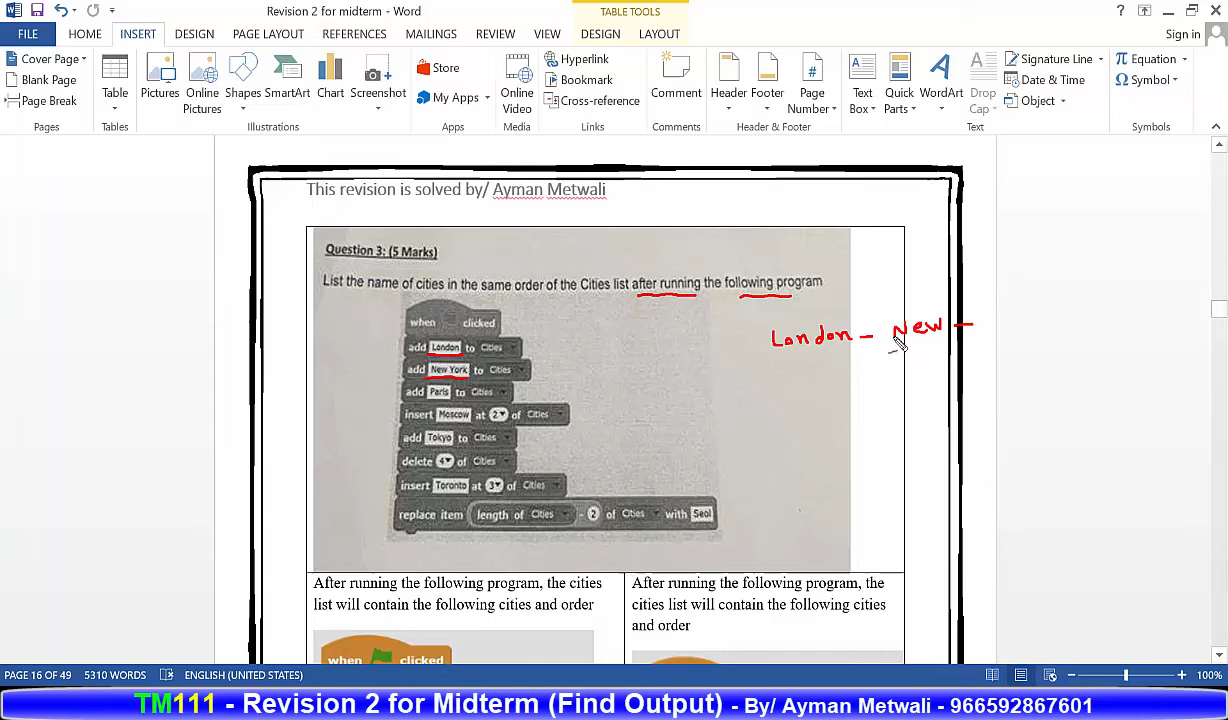 Revision 2 for midterm - Word
TABLE TOOLS
FILE HOME INSERT DESIGN PAGE LAYOUT REFERENCES MAILINGS REVIEW VIEW DESIGN LAYOUT Sign in
Cover Page
Blank Page
Page Break
Table
Pictures
Online Pictures
Shapes
SmartArt
Chart
Screenshot
Store
My Apps
Online Video
Hyperlink
Bookmark
Cross-reference
Comment
Header
Footer
Page Number
Text Box
Quick Parts
WordArt
Drop Cap
Signature Line
Date & Time
Object
Equation
Symbol
Pages Tables Illustrations Apps Media Links Comments Header & Footer Text Symbols
This revision is solved by/ Ayman Metwali
Question 3: (5 Marks)
List the name of cities in the same order of the Cities list after running the following program
when clicked
add London to Cities
London - New -
add New York to Cities
add Paris to Cities
insert Moscow at 2 of Cities
add Tokyo to Cities
delete 4 of Cities
insert Toronto at 3 of Cities
replace item length of Cities - 2 of Cities with Seol
After running the following program, the cities
list will contain the following cities and order
After running the following program, the
cities list will contain the following cities
and order
when clicked
PAGE 16 OF 49 5310 WORDS ENGLISH (UNITED STATES) 100%
TM111 - Revision 2 for Midterm (Find Output) - By/ Ayman Metwali - 966592867601